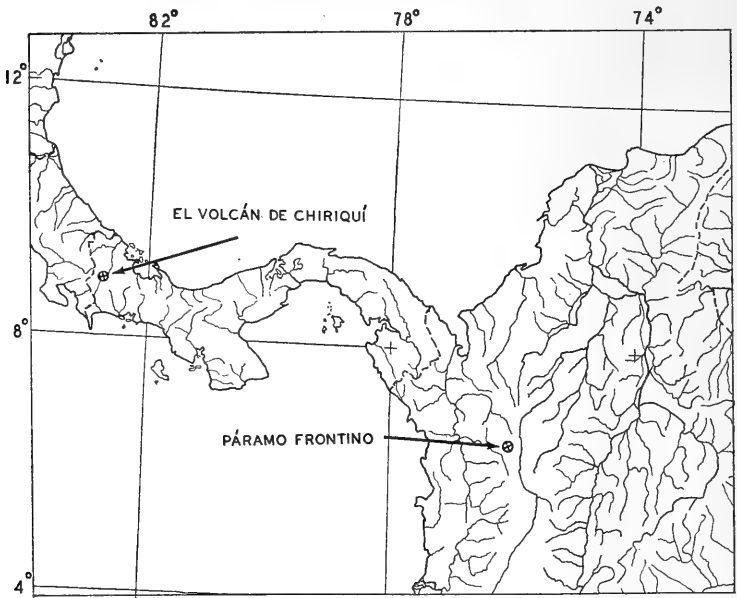 82° 78° 74°
12°
EL VOLCÁN DE CHIRIQUÍ
8°
PÁRAMO FRONTINO
4°